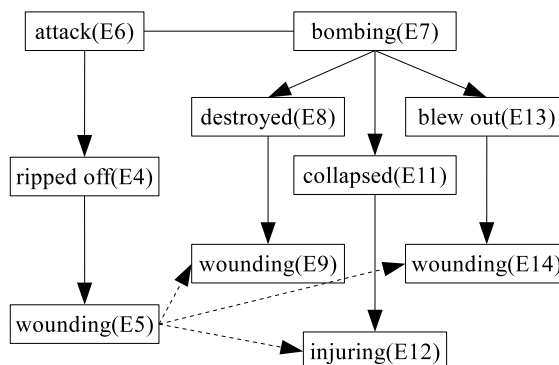 attack(E6)
bombing(E7)
destroyed(E8)
blew out(E13)
ripped off(E4)
collapsed(E11)
wounding(E9)
wounding(E14)
wounding(E5)
injuring(E12)